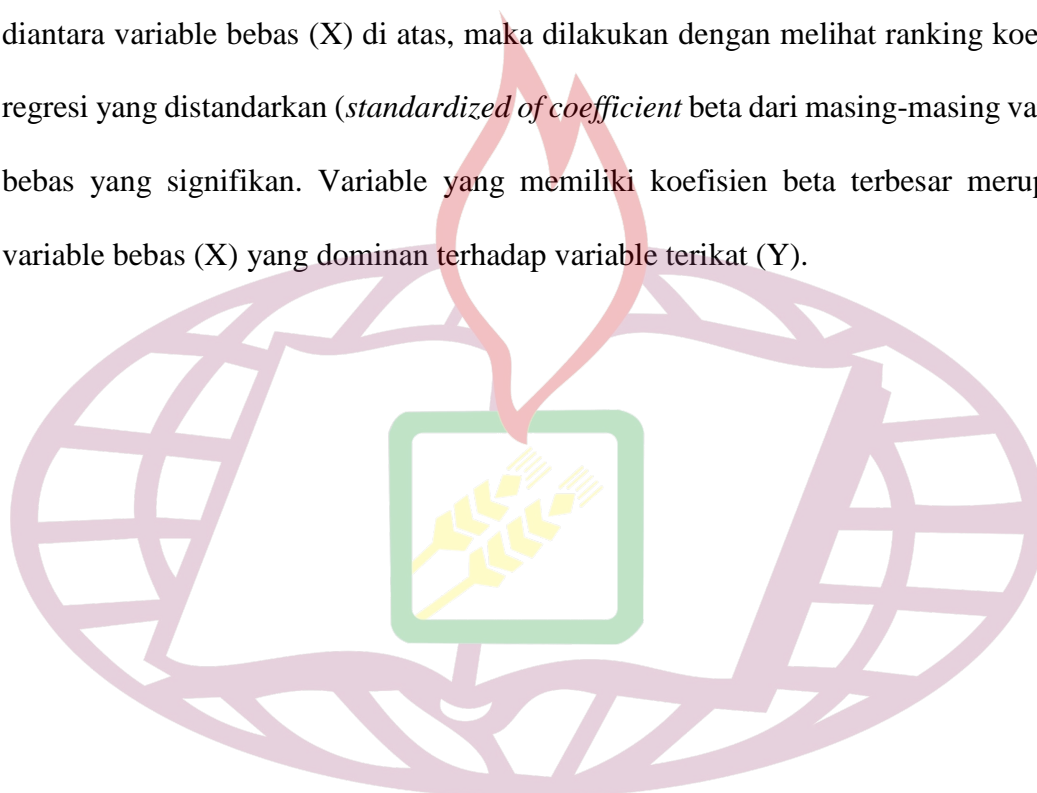 diantara variable bebas (X) di atas, maka dilakukan dengan melihat ranking koe
regresi yang distandarkan (standardized of coefficient beta dari masing-masing va
bebas yang signifikan. Variable yang memiliki koefisien beta terbesar meru
variable bebas (X) yang dominan terhadap variable terikat (Y).